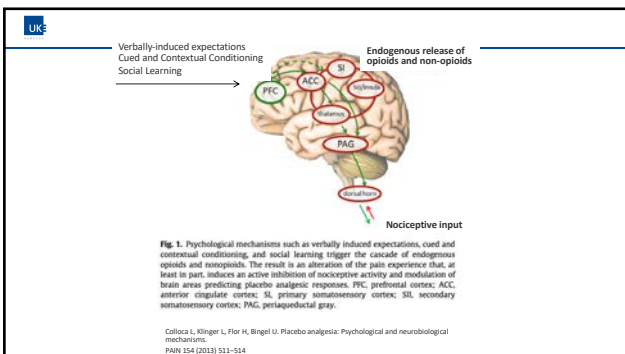 UKE
HAMBURG
Verbally-induced expectations
Cued and Contextual Conditioning
Social Learning
Endogenous release of
opioids and non-opioids
SI
ACC
SII/Insula
PFC
thalamus
PAG
dorsal horn
Nociceptive input
Fig. 1. Psychological mechanisms such as verbally induced expectations, cued and
contextual conditioning, and social learning trigger the cascade of endogenous
opioids and nonopioids. The result is an alteration of the pain experience that, at
least in part, induces an active inhibition of nociceptive activity and modulation of
brain areas predicting placebo analgesic responses. PFC, prefrontal cortex; ACC,
anterior cingulate cortex; SI, primary somatosensory cortex; SII, secondary
somatosensory cortex; PAG, periaqueductal gray.
Colloca L, Klinger L, Flor H, Bingel U. Placebo analgesia: Psychological and neurobiological
mechanisms.
PAIN 154 (2013) 511–514